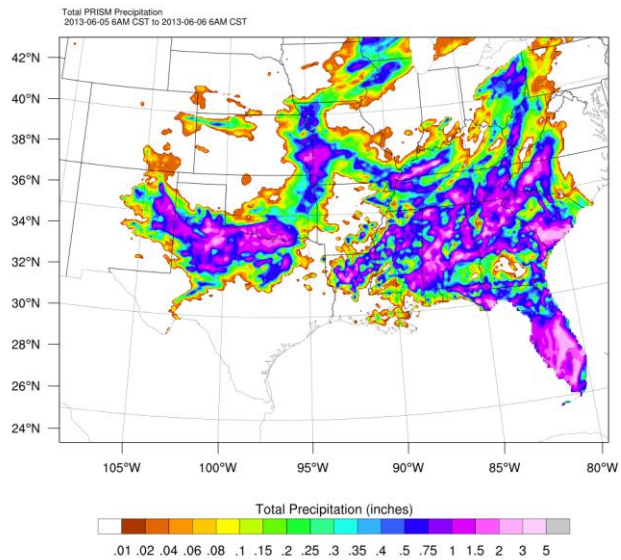 Total PRISM Precipitation
2013-06-05 6AM CST to 2013-06-06 6AM CST
42°N
40°N
38°N
36°N
34°N
32°N
30°N
28°N
26°N
24°N
105°W 100°W 95°W 90°W 85°W 80°W
Total Precipitation (inches)
.01 .02 .04 .06 .08 .1 .15 .2 .25 .3 .35 .4 .5 .75 1 1.5 2 3 5